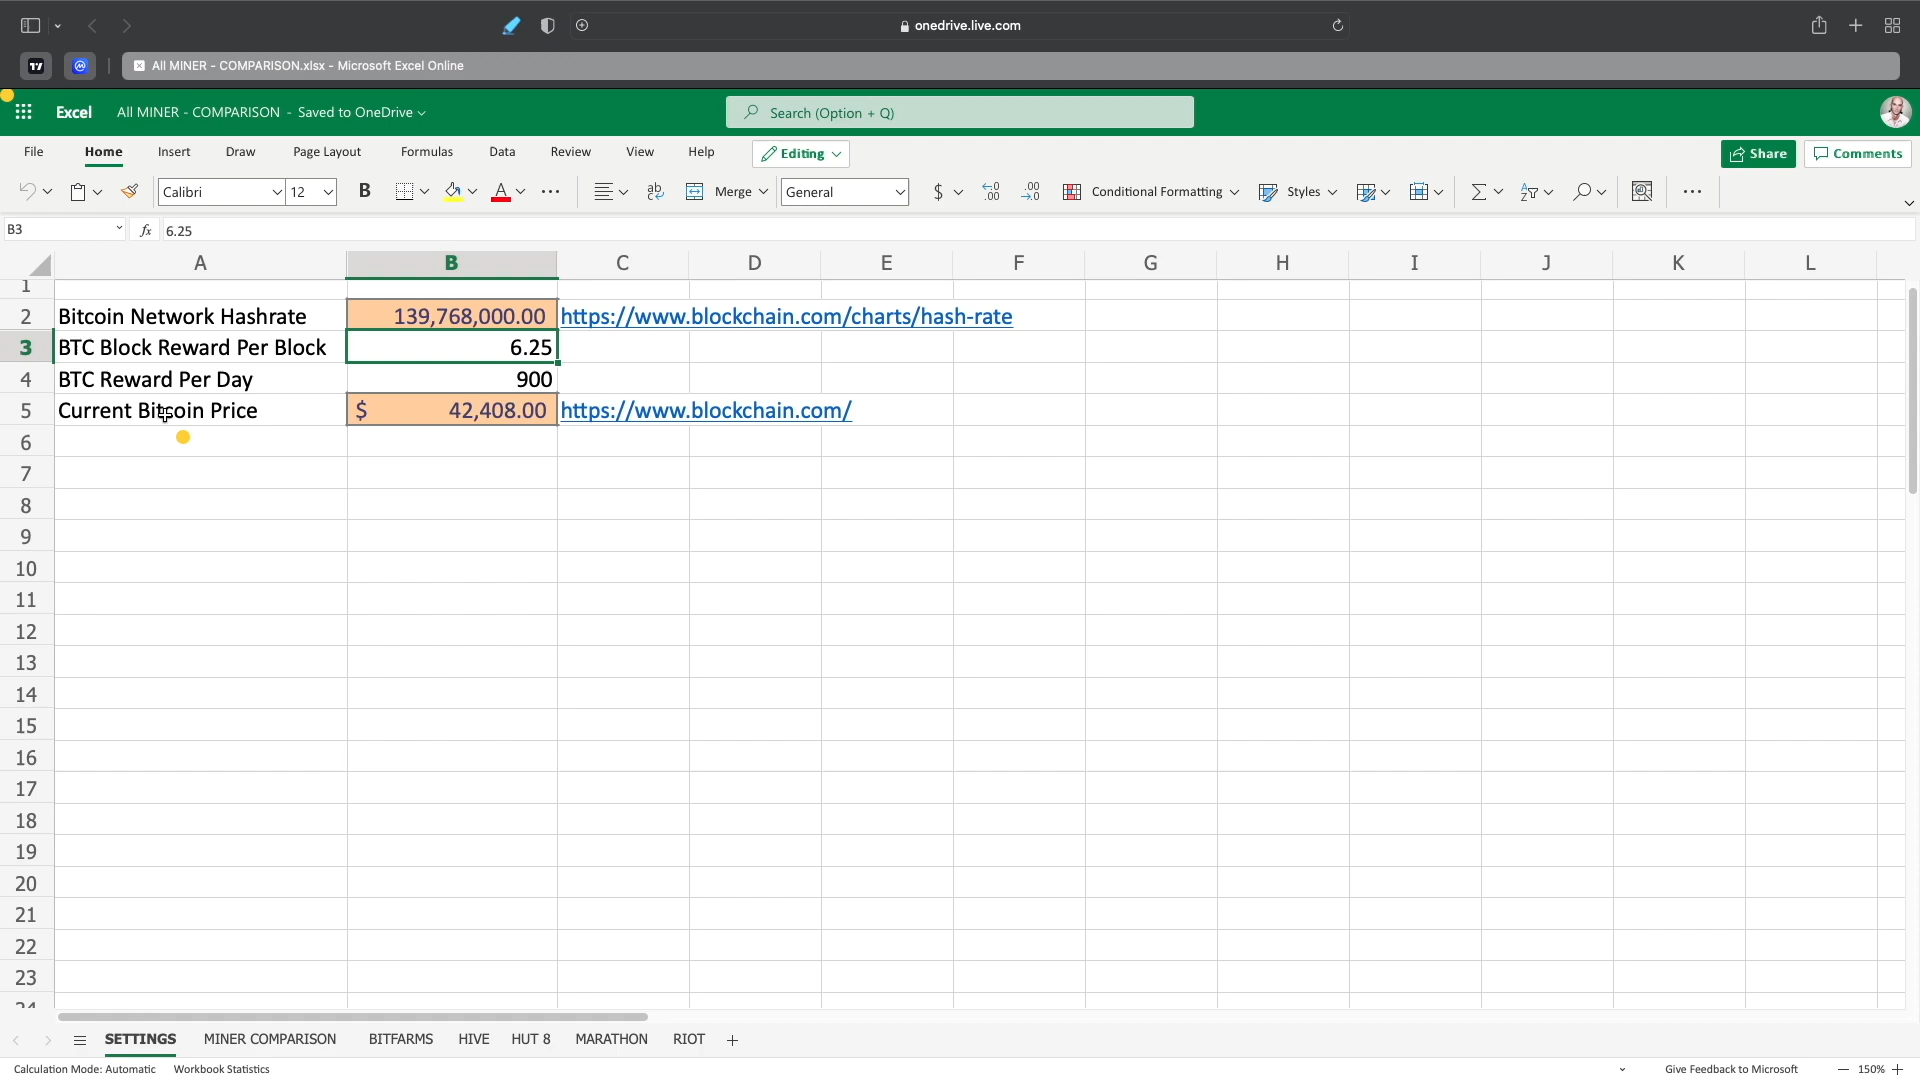 onedrive.live.com
All MINER - COMPARISON.xlsx - Microsoft Excel Online
Excel All MINER - COMPARISON - Saved to OneDrive
Search (Option + Q)
File Home Insert Draw Page Layout Formulas Data Review View Help Editing Share Comments
Calibri 12 B A ab Merge General $ .00 Conditional Formatting Styles
B3 fx 6.25
A B C D E F G H I J K L
1
2 Bitcoin Network Hashrate 139,768,000.00 https://www.blockchain.com/charts/hash-rate
3 BTC Block Reward Per Block 6.25
4 BTC Reward Per Day 900
5 Current Bitcoin Price $ 42,408.00 https://www.blockchain.com/
6
7
8
9
10
11
12
13
14
15
16
17
18
19
20
21
22
23
24
SETTINGS MINER COMPARISON BITFARMS HIVE HUT 8 MARATHON RIOT
Calculation Mode: Automatic Workbook Statistics Give Feedback to Microsoft 150%